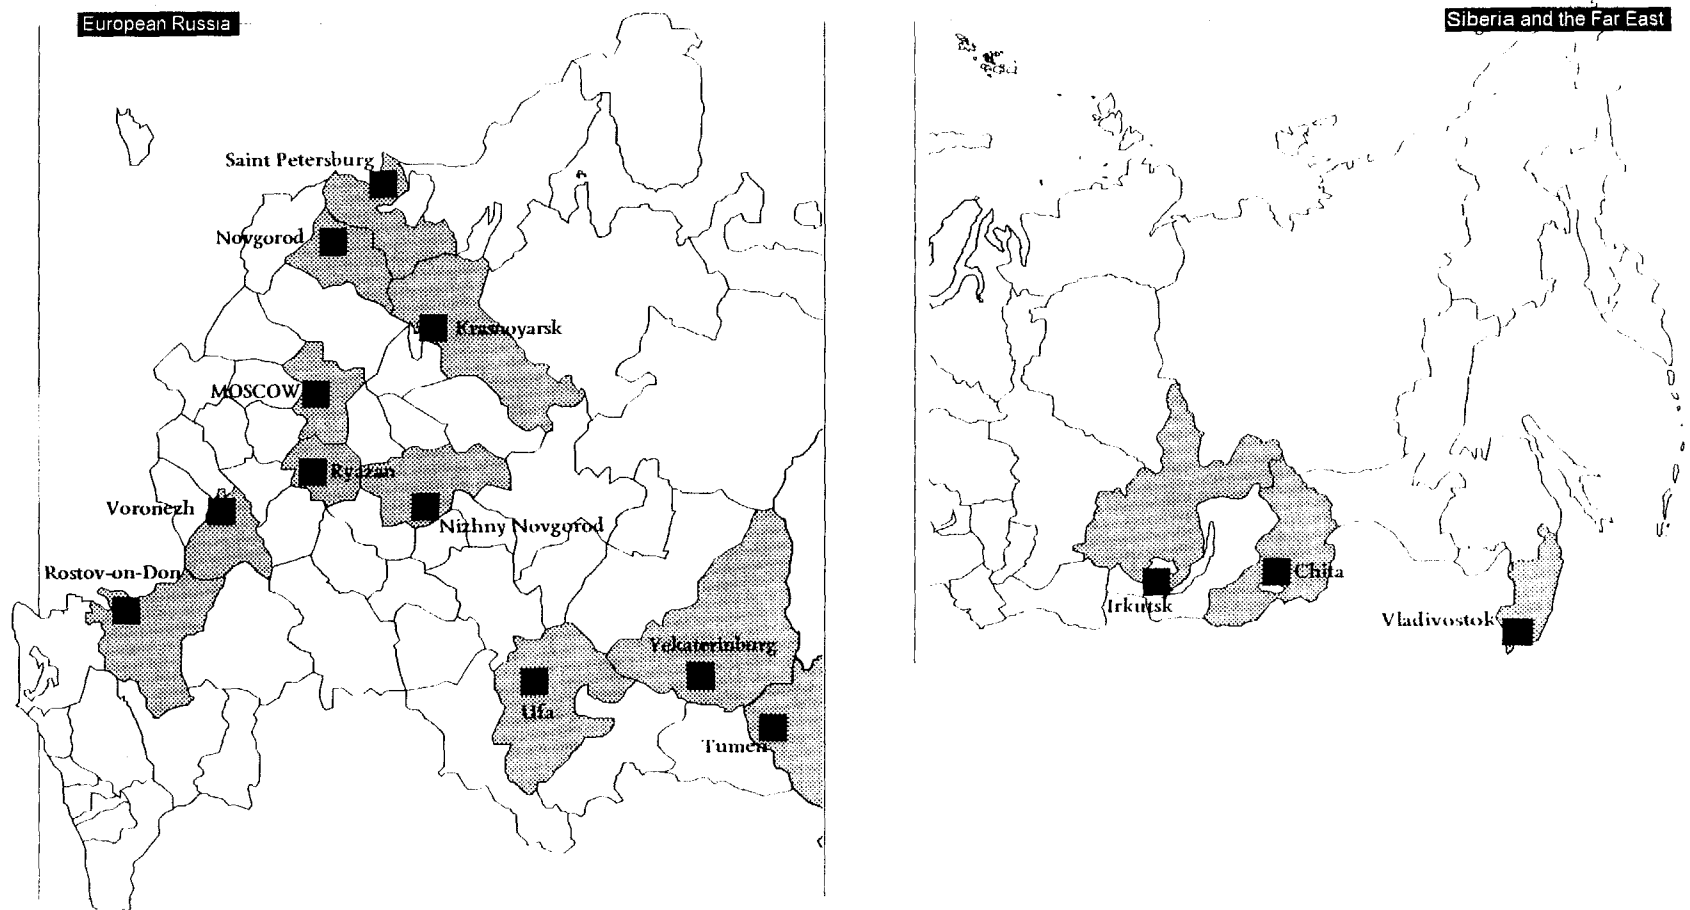 European Russia
Siberia and the Far East
Saint Petersburg
Novgorod
Krasnoyarsk
MOSCOW
Ryazan
Voronezh
Nizhny Novgorod
Rostov-on-Don
Yekaterinburg
Ufa
Tumen
Chita
Irkutsk
Vladivostok